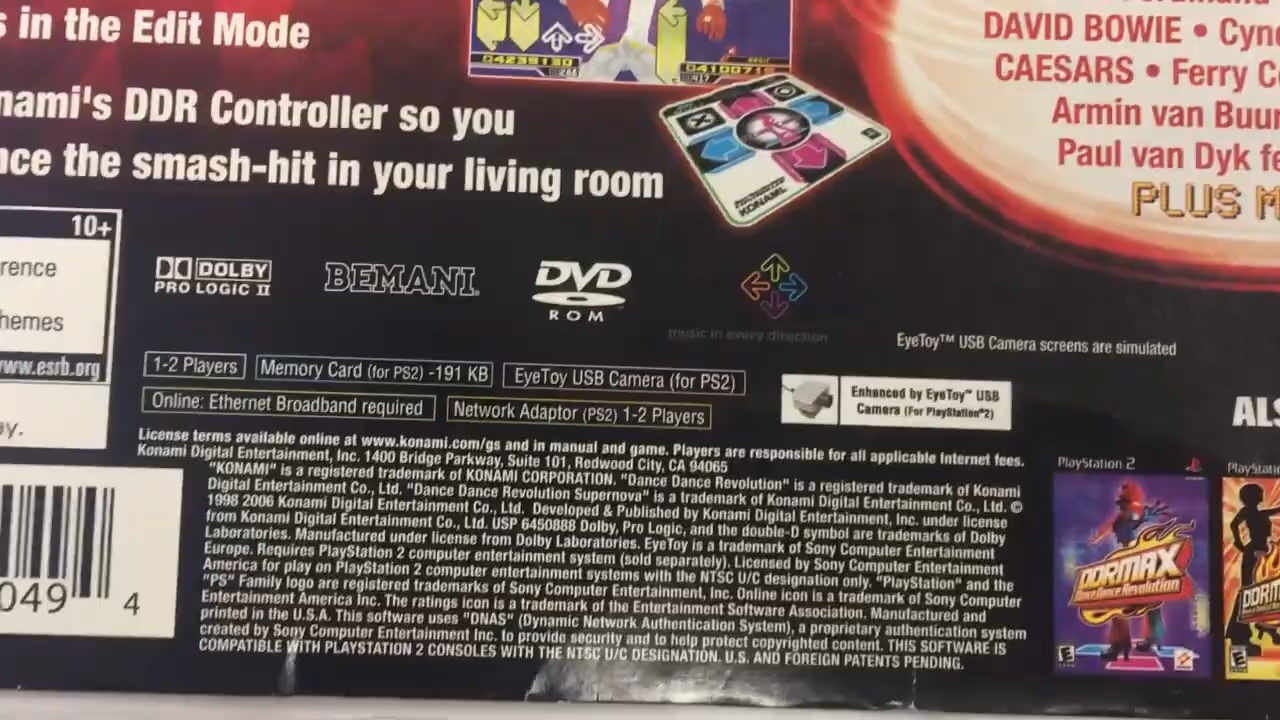 s in the Edit Mode
nami's DDR Controller so you
nce the smash-hit in your living room
04239130
0410071
DAVID BOWIE • Cyn
CAESARS • Ferry C
Armin van Buu
Paul van Dyk fe
PLUS M
KONAMI
10+
rence
hemes
www.esrb.org
ay.
DOLBY
PRO LOGIC II
BEMANI
DVD
ROM
music in every direction
EyeToy™ USB Camera screens are simulated
1-2 Players
Memory Card (for PS2) -191 KB
EyeToy USB Camera (for PS2)
Online: Ethernet Broadband required
Network Adaptor (PS2) 1-2 Players
Enhanced by EyeToy™ USB
Camera (For PlayStation®2)
License terms available online at www.konami.com/gs and in manual and game. Players are responsible for all applicable Internet fees.
Konami Digital Entertainment, Inc. 1400 Bridge Parkway, Suite 101, Redwood City, CA 94065
"KONAMI" is a registered trademark of KONAMI CORPORATION. "Dance Dance Revolution" is a registered trademark of Konami
Digital Entertainment Co., Ltd. "Dance Dance Revolution Supernova" is a trademark of Konami Digital Entertainment Co., Ltd. ©
1998 2006 Konami Digital Entertainment Co., Ltd. Developed & Published by Konami Digital Entertainment, Inc. under license
from Konami Digital Entertainment Co., Ltd. USP 6450888 Dolby, Pro Logic, and the double-D symbol are trademarks of Dolby
Laboratories. Manufactured under license from Dolby Laboratories. EyeToy is a trademark of Sony Computer Entertainment
Europe. Requires PlayStation 2 computer entertainment system (sold separately). Licensed by Sony Computer Entertainment
America for play on PlayStation 2 computer entertainment systems with the NTSC U/C designation only. "PlayStation" and the
"PS" Family logo are registered trademarks of Sony Computer Entertainment, Inc. Online icon is a trademark of Sony Computer
Entertainment America Inc. The ratings icon is a trademark of the Entertainment Software Association. Manufactured and
printed in the U.S.A. This software uses "DNAS" (Dynamic Network Authentication System), a proprietary authentication system
created by Sony Computer Entertainment Inc. to provide security and to help protect copyrighted content. THIS SOFTWARE IS
COMPATIBLE WITH PLAYSTATION 2 CONSOLES WITH THE NTSC U/C DESIGNATION. U.S. AND FOREIGN PATENTS PENDING.
049 4
ALS
PlayStation 2
DDRMAX
Dance Dance Revolution
E
PlayStati
DDRM
E